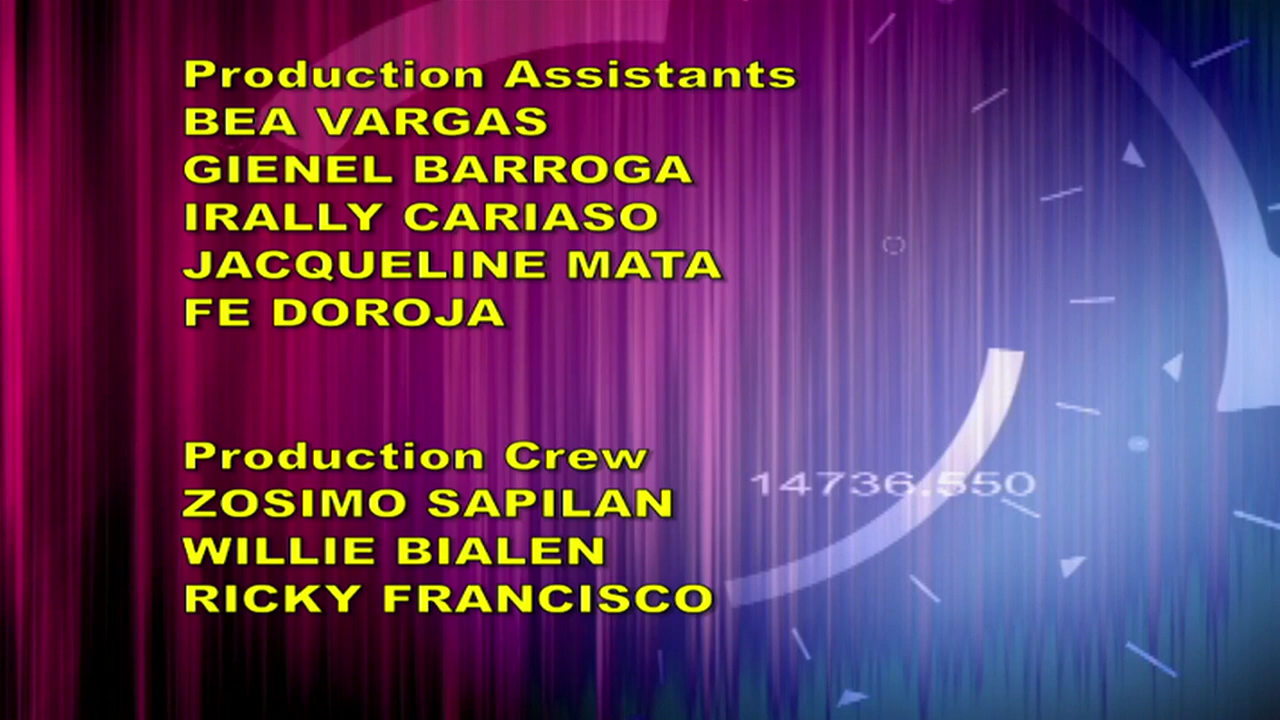 Production Assistants
BEA VARGAS
GIENEL BARROGA
IRALLY CARIASO
JACQUELINE MATA
FE DOROJA
Production Crew
14736.550
ZOSIMO SAPILAN
WILLIE BIALEN
RICKY FRANCISCO